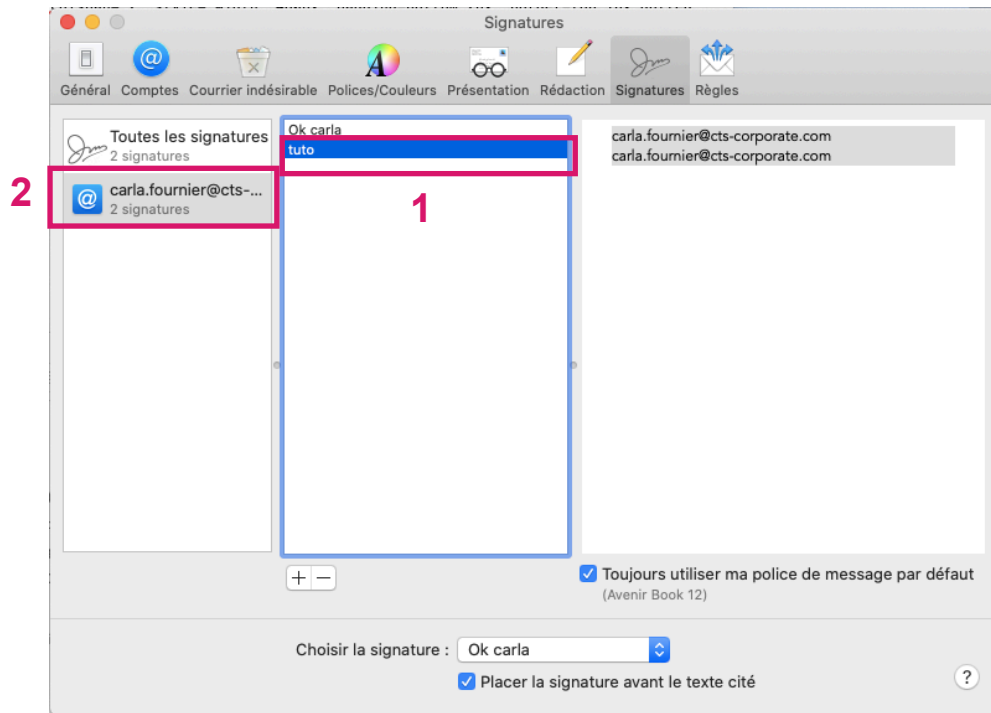 Signatures
Général Comptes Courrier indésirable Polices/Couleurs Présentation Rédaction Signatures Règles
Toutes les signatures
2 signatures
carla.fournier@cts-...
2 signatures
2
Ok carla
tuto
1
carla.fournier@cts-corporate.com
carla.fournier@cts-corporate.com
Toujours utiliser ma police de message par défaut
(Avenir Book 12)
Choisir la signature : Ok carla
Placer la signature avant le texte cité
?